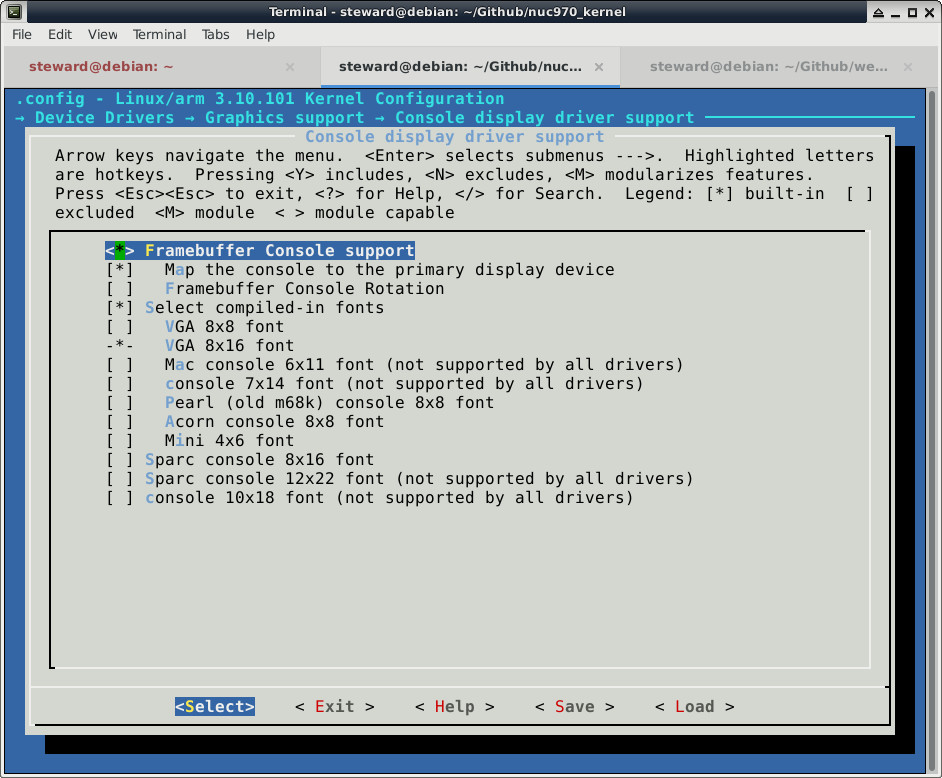 Terminal - steward@debian: ~/Github/nuc970_kernel
File Edit View Terminal Tabs Help
steward@debian: ~ × steward@debian: ~/Github/nuc... × steward@debian: ~/Github/we... ×
.config - Linux/arm 3.10.101 Kernel Configuration
→ Device Drivers → Graphics support → Console display driver support
Console display driver support
Arrow keys navigate the menu.  <Enter> selects submenus --->.  Highlighted letters
are hotkeys.  Pressing <Y> includes, <N> excludes, <M> modularizes features.
Press <Esc><Esc> to exit, <?> for Help, </> for Search.  Legend: [*] built-in  [ ]
excluded  <M> module  < > module capable
<*> Framebuffer Console support
[*]   Map the console to the primary display device
[ ]   Framebuffer Console Rotation
[*] Select compiled-in fonts
[ ]   VGA 8x8 font
-*-   VGA 8x16 font
[ ]   Mac console 6x11 font (not supported by all drivers)
[ ]   console 7x14 font (not supported by all drivers)
[ ]   Pearl (old m68k) console 8x8 font
[ ]   Acorn console 8x8 font
[ ]   Mini 4x6 font
[ ] Sparc console 8x16 font
[ ] Sparc console 12x22 font (not supported by all drivers)
[ ] console 10x18 font (not supported by all drivers)
<Select>    < Exit >    < Help >    < Save >    < Load >